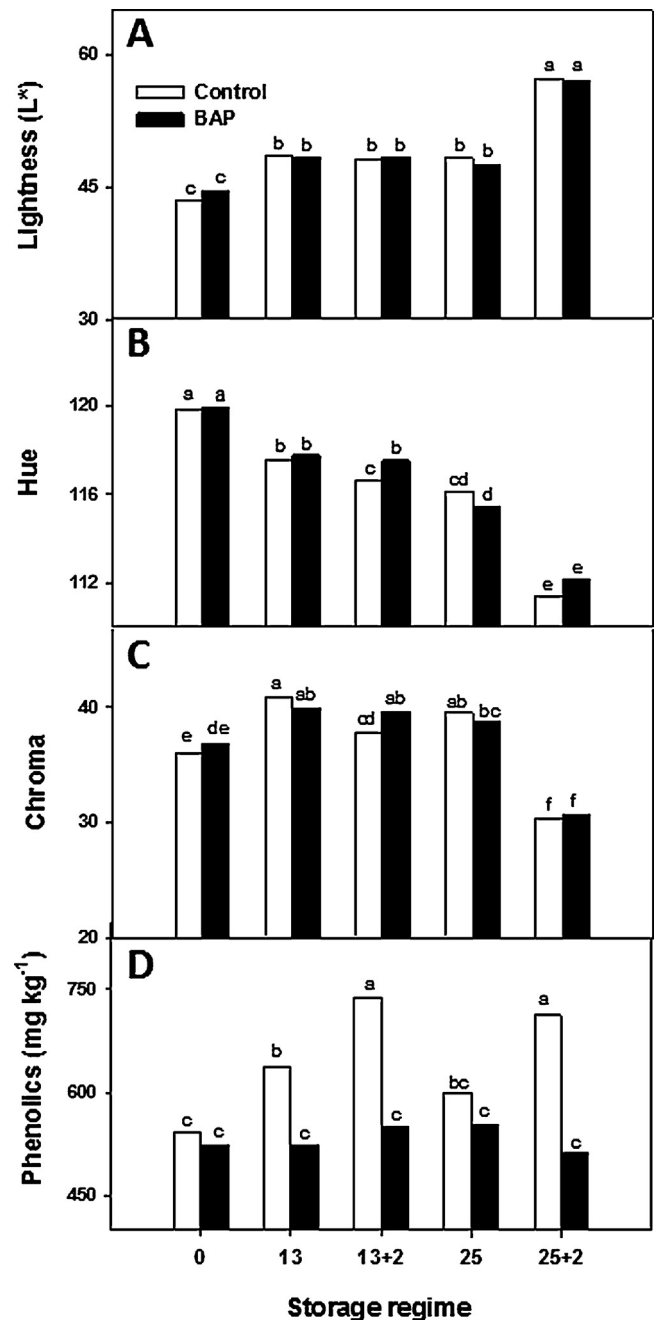 A
Lightness (L*)
60
45
30
Control
BAP
c c b b b b b b a a
B
Hue
120
116
112
a a b b c b cd d e e
C
Chroma
40
30
20
e de a ab cd ab ab bc f f
D
Phenolics (mg kg-1)
750
600
450
c c b c a c bc c a c
0 13 13+2 25 25+2
Storage regime